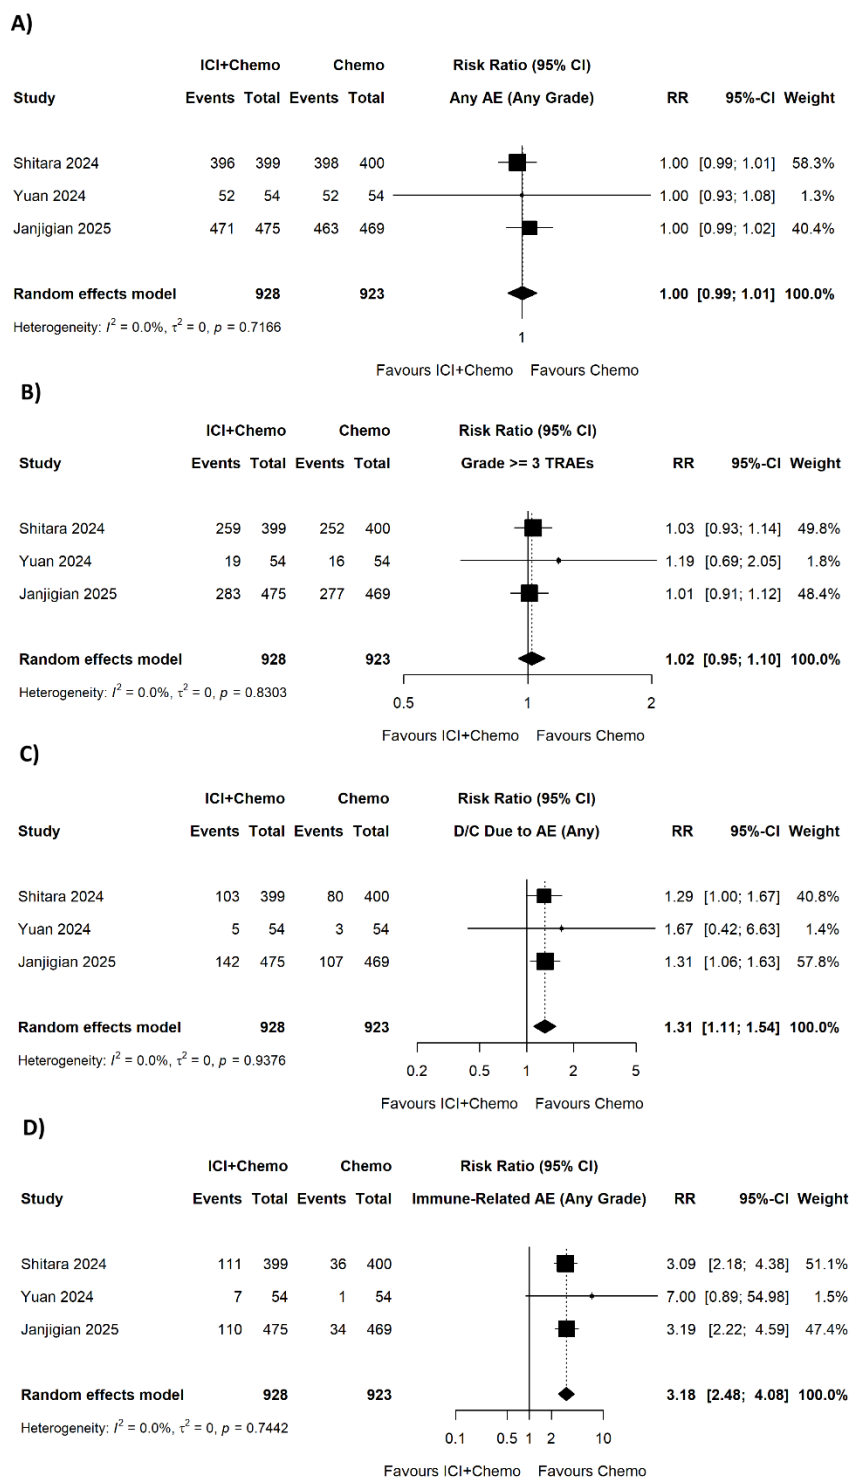 A)
ICI+Chemo Chemo Risk Ratio (95% CI)
Study Events Total Events Total Any AE (Any Grade) RR 95%-CI Weight
Shitara 2024 396 399 398 400 1.00 [0.99; 1.01] 58.3%
Yuan 2024 52 54 52 54 1.00 [0.93; 1.08] 1.3%
Janjigian 2025 471 475 463 469 1.00 [0.99; 1.02] 40.4%
Random effects model 928 923 1.00 [0.99; 1.01] 100.0%
Heterogeneity: I² = 0.0%, τ² = 0, p = 0.7166
1
Favours ICI+Chemo Favours Chemo
B)
ICI+Chemo Chemo Risk Ratio (95% CI)
Study Events Total Events Total Grade >= 3 TRAEs RR 95%-CI Weight
Shitara 2024 259 399 252 400 1.03 [0.93; 1.14] 49.8%
Yuan 2024 19 54 16 54 1.19 [0.69; 2.05] 1.8%
Janjigian 2025 283 475 277 469 1.01 [0.91; 1.12] 48.4%
Random effects model 928 923 1.02 [0.95; 1.10] 100.0%
Heterogeneity: I² = 0.0%, τ² = 0, p = 0.8303
0.5 1 2
Favours ICI+Chemo Favours Chemo
C)
ICI+Chemo Chemo Risk Ratio (95% CI)
Study Events Total Events Total D/C Due to AE (Any) RR 95%-CI Weight
Shitara 2024 103 399 80 400 1.29 [1.00; 1.67] 40.8%
Yuan 2024 5 54 3 54 1.67 [0.42; 6.63] 1.4%
Janjigian 2025 142 475 107 469 1.31 [1.06; 1.63] 57.8%
Random effects model 928 923 1.31 [1.11; 1.54] 100.0%
Heterogeneity: I² = 0.0%, τ² = 0, p = 0.9376
0.2 0.5 1 2 5
Favours ICI+Chemo Favours Chemo
D)
ICI+Chemo Chemo Risk Ratio (95% CI)
Study Events Total Events Total Immune-Related AE (Any Grade) RR 95%-CI Weight
Shitara 2024 111 399 36 400 3.09 [2.18; 4.38] 51.1%
Yuan 2024 7 54 1 54 7.00 [0.89; 54.98] 1.5%
Janjigian 2025 110 475 34 469 3.19 [2.22; 4.59] 47.4%
Random effects model 928 923 3.18 [2.48; 4.08] 100.0%
Heterogeneity: I² = 0.0%, τ² = 0, p = 0.7442
0.1 0.5 1 2 10
Favours ICI+Chemo Favours Chemo